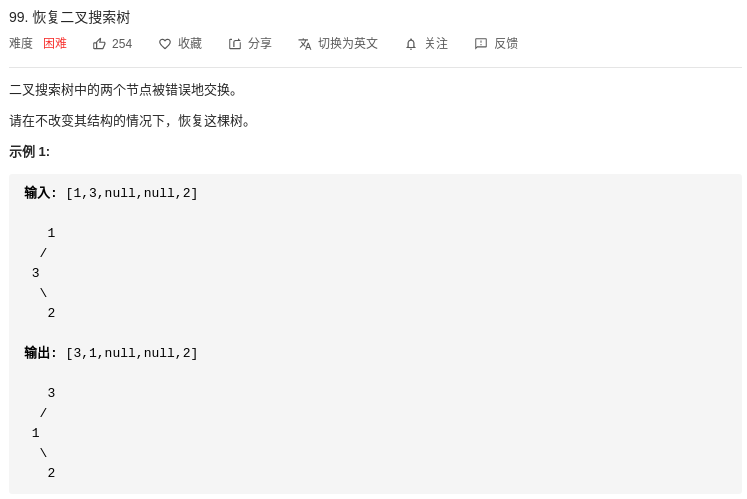 99. 恢复二叉搜索树
难度 困难 254 收藏 分享 切换为英文 关注 反馈
二叉搜索树中的两个节点被错误地交换。
请在不改变其结构的情况下，恢复这棵树。
示例 1:
输入: [1,3,null,null,2]
1
/
3
\
2
输出: [3,1,null,null,2]
3
/
1
\
2